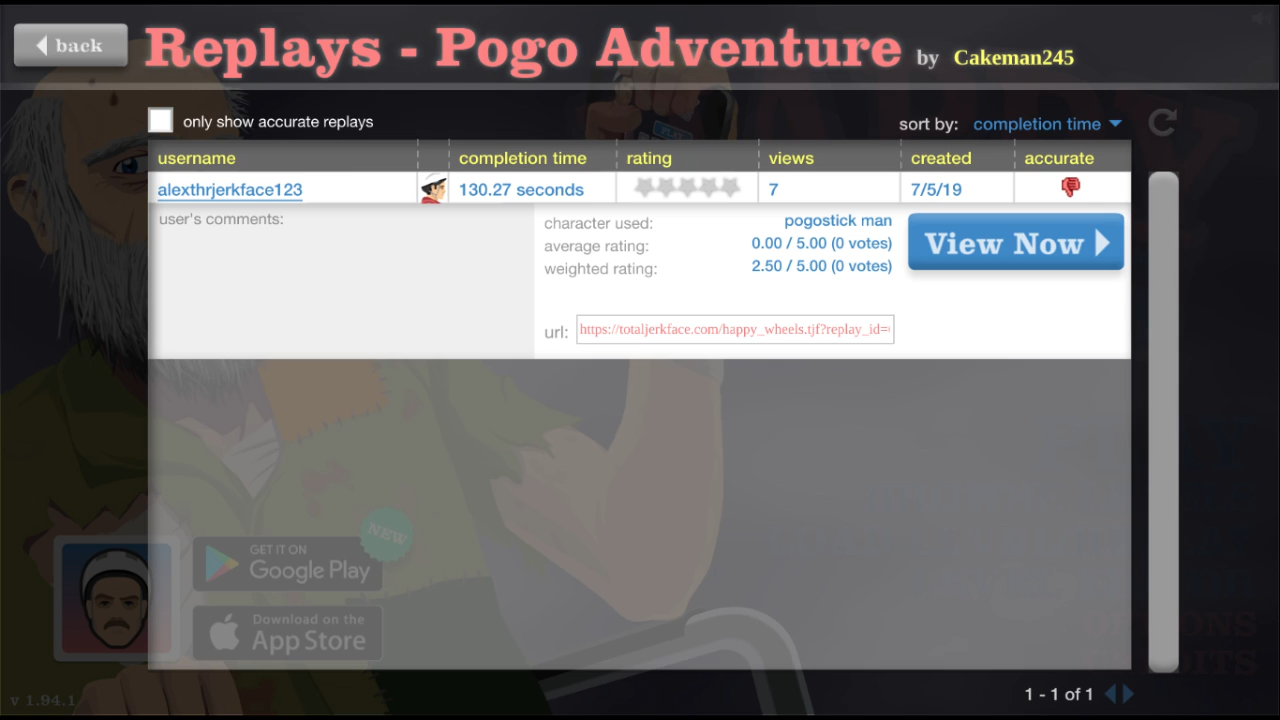 back
Replays - Pogo Adventure by Cakeman245
only show accurate replays
sort by: completion time
username completion time rating views created accurate
alexthrjerkface123 130.27 seconds 7 7/5/19
user's comments:
character used: pogostick man
average rating: 0.00 / 5.00 (0 votes)
weighted rating: 2.50 / 5.00 (0 votes)
View Now
url: https://totaljerkface.com/happy_wheels.tjf?replay_id=
NEW
GET IT ON
Google Play
Download on the
App Store
v 1.94.1
1 - 1 of 1